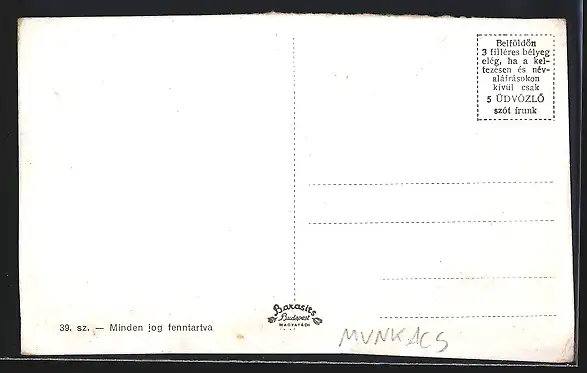 Belföldön
3 filléres bélyeg
elég, ha a kel-
tezésen és név-
aláírásokon
kívül csak
5 ÜDVÖZLŐ
szót írunk
39. sz. — Minden jog fenntartva
Barasits
Budapest
MUNKACS